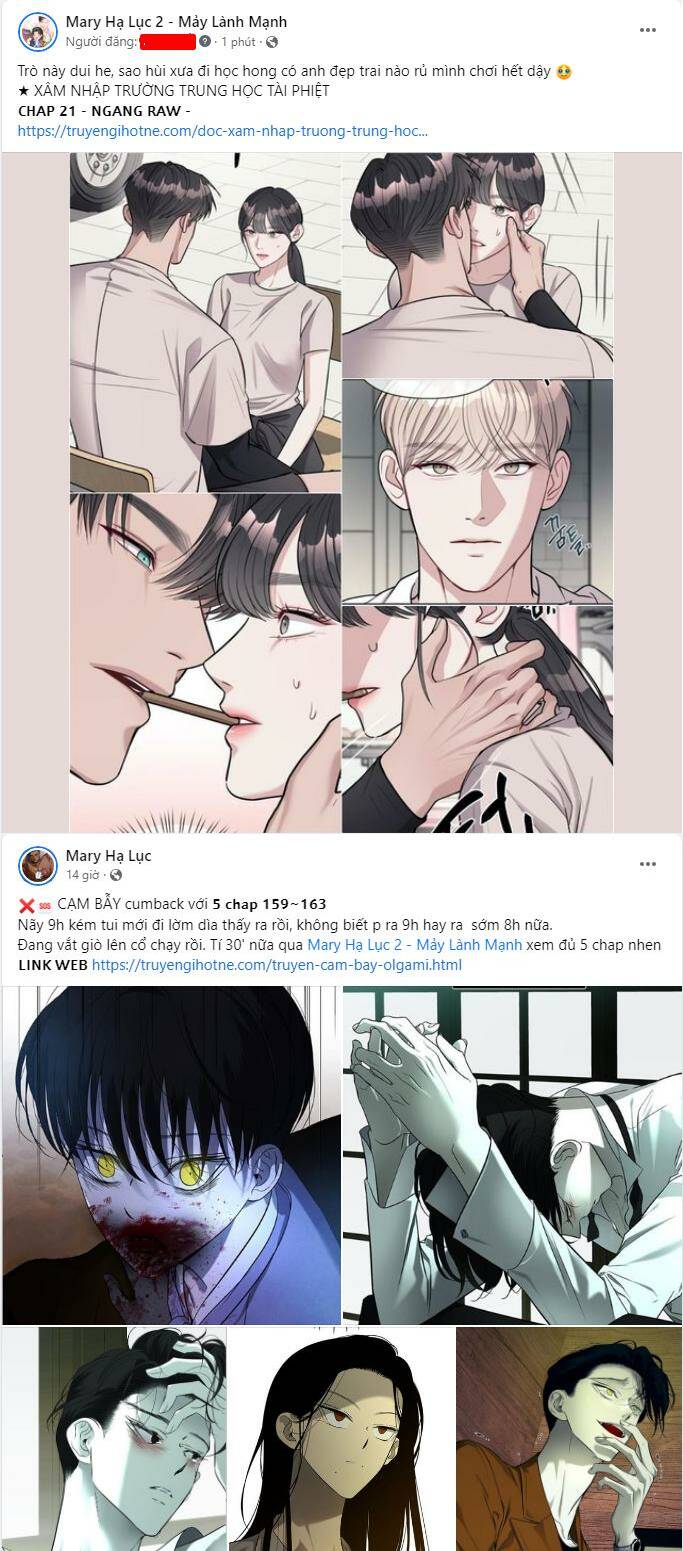 Mary Hạ Lục 2 - Mảy Lành Mạnh
Người đăng: · 1 phút ·
Trò này dui he, sao hùi xưa đi học hong có anh đẹp trai nào rủ mình chơi hết dậy 🥹
★ XÂM NHẬP TRƯỜNG TRUNG HỌC TÀI PHIỆT
CHAP 21 - NGANG RAW -
https://truyengihotne.com/doc-xam-nhap-truong-trung-hoc...
꿈틀
Mary Hạ Lục
14 giờ ·
❌🆘 CẠM BẪY cumback với 5 chap 159~163
Nãy 9h kém tui mới đi lờm dìa thấy ra rồi, không biết p ra 9h hay ra sớm 8h nữa.
Đang vắt giò lên cổ chạy rồi. Tí 30' nữa qua Mary Hạ Lục 2 - Mảy Lành Mạnh xem đủ 5 chap nhen
LINK WEB https://truyengihotne.com/truyen-cam-bay-olgami.html